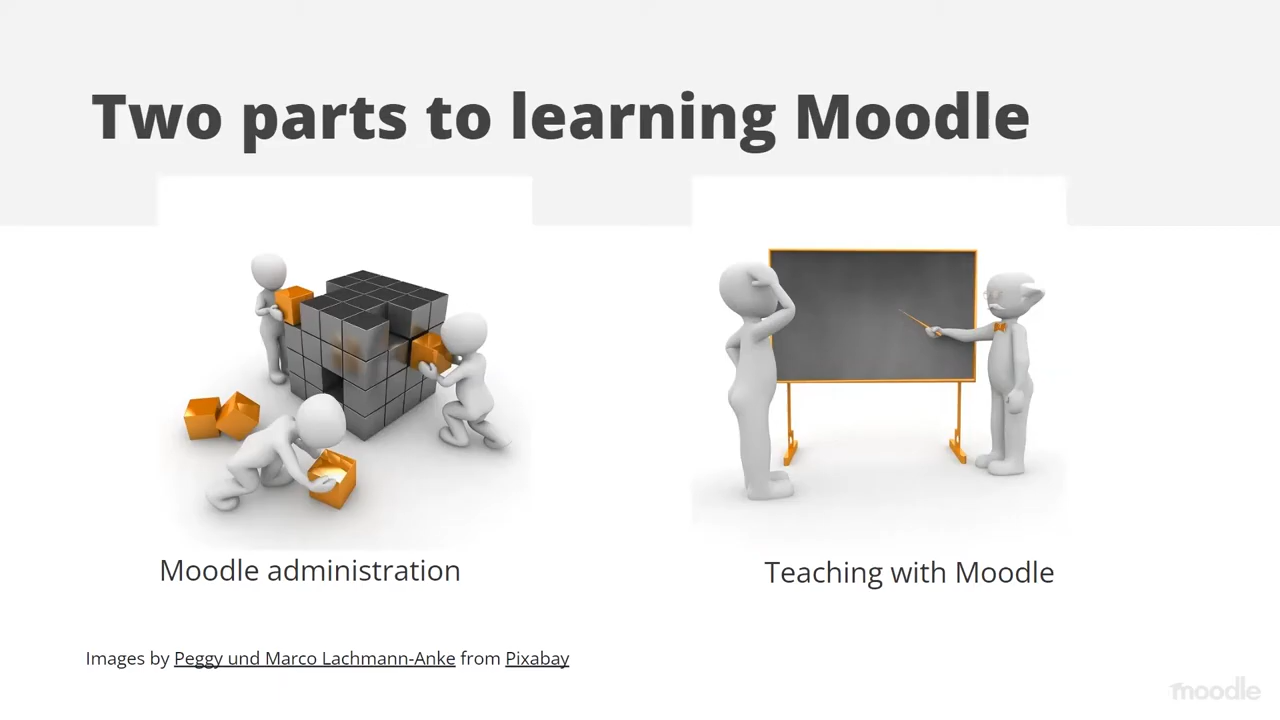 Two parts to learning Moodle
Moodle administration
Teaching with Moodle
Images by Peggy und Marco Lachmann-Anke from Pixabay
moodle